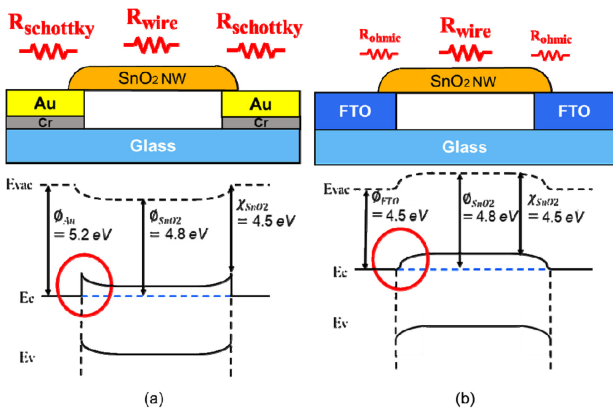 Rschottky Rwire Rschottky
SnO2 NW
Au Au
Cr Cr
Glass
Evac
ϕAu = 5.2 eV
ϕSnO2 = 4.8 eV
χSnO2 = 4.5 eV
Ec
Ev
(a)
Rohmic Rwire Rohmic
SnO2 NW
FTO FTO
Glass
Evac
ϕFTO = 4.5 eV
ϕSnO2 = 4.8 eV
χSnO2 = 4.5 eV
Ec
Ev
(b)